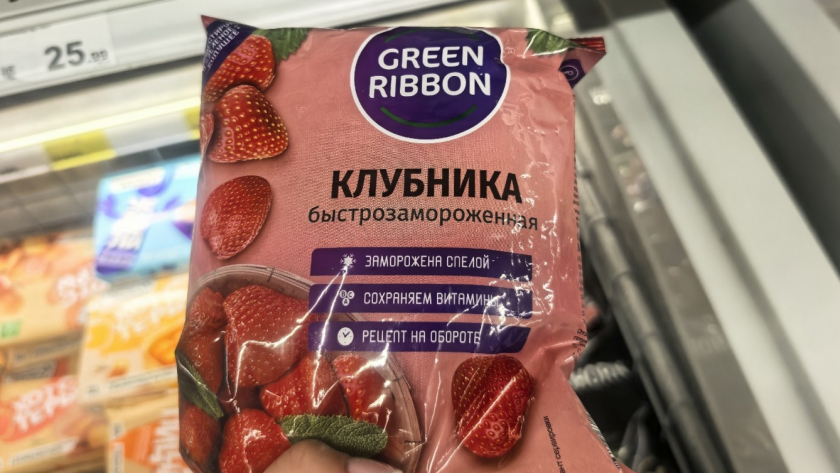 25.99
GREEN
RIBBON
КЛУБНИКА
быстрозамороженная
ЗАМОРОЖЕНА СПЕЛОЙ
СОХРАНЯЕМ ВИТАМИНЫ
РЕЦЕПТ НА ОБОРОТЕ